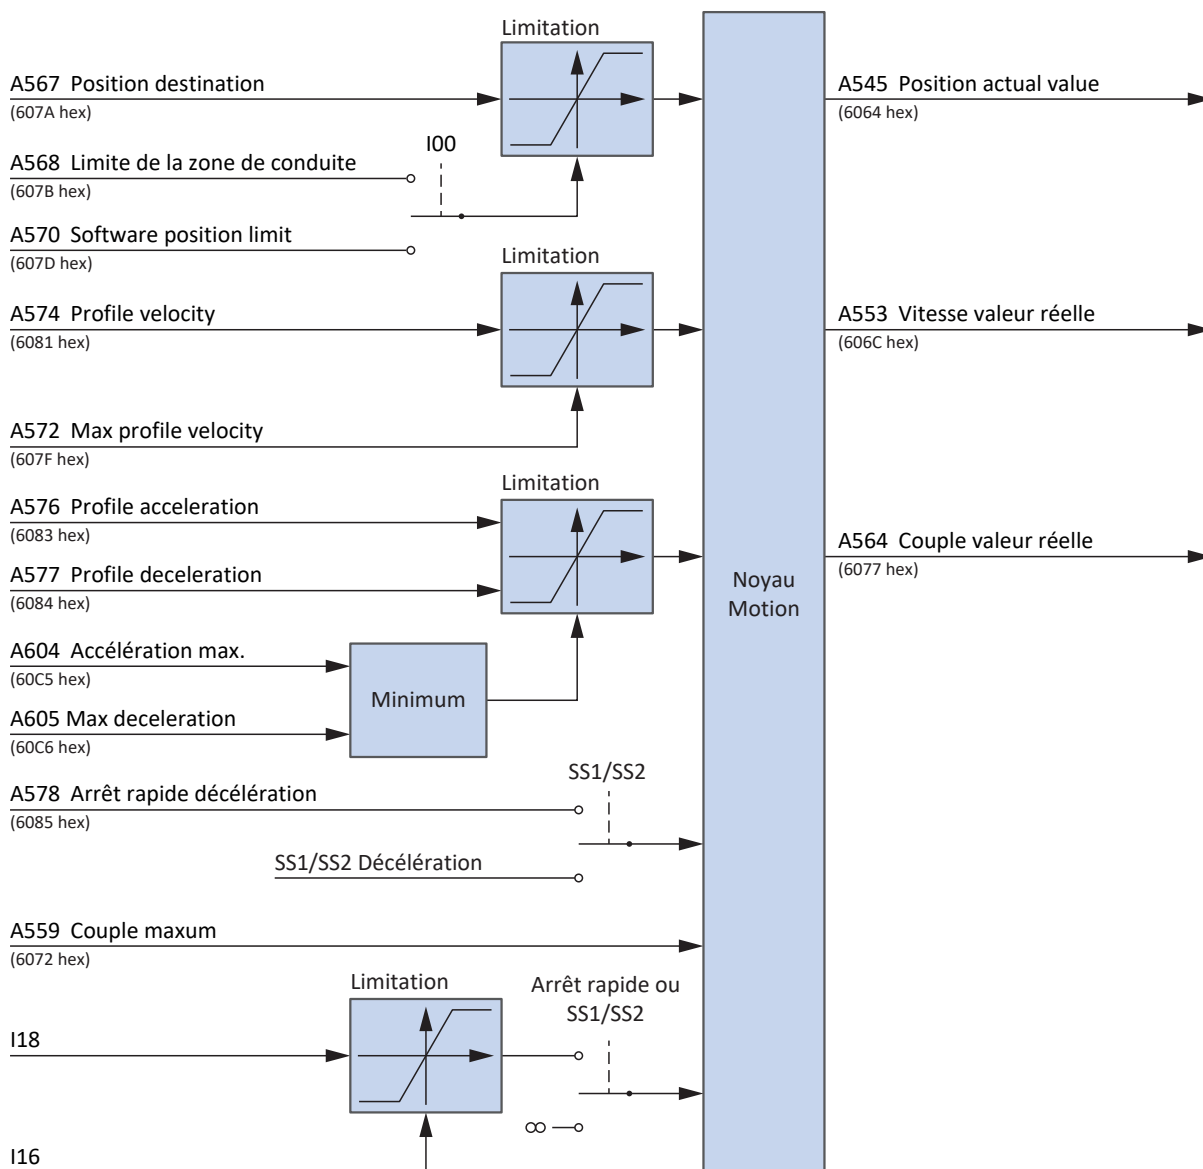 Limitation
A567 Position destination
(607A hex)
A545 Position actual value
(6064 hex)
I00
A568 Limite de la zone de conduite
(607B hex)
A570 Software position limit
(607D hex)
Limitation
A574 Profile velocity
(6081 hex)
A553 Vitesse valeur réelle
(606C hex)
A572 Max profile velocity
(607F hex)
Limitation
A576 Profile acceleration
(6083 hex)
A564 Couple valeur réelle
(6077 hex)
A577 Profile deceleration
(6084 hex)
Noyau
Motion
A604 Accélération max.
(60C5 hex)
Minimum
A605 Max deceleration
(60C6 hex)
SS1/SS2
A578 Arrêt rapide décélération
(6085 hex)
SS1/SS2 Décélération
A559 Couple maxum
(6072 hex)
Limitation
Arrêt rapide ou
SS1/SS2
I18
∞
I16